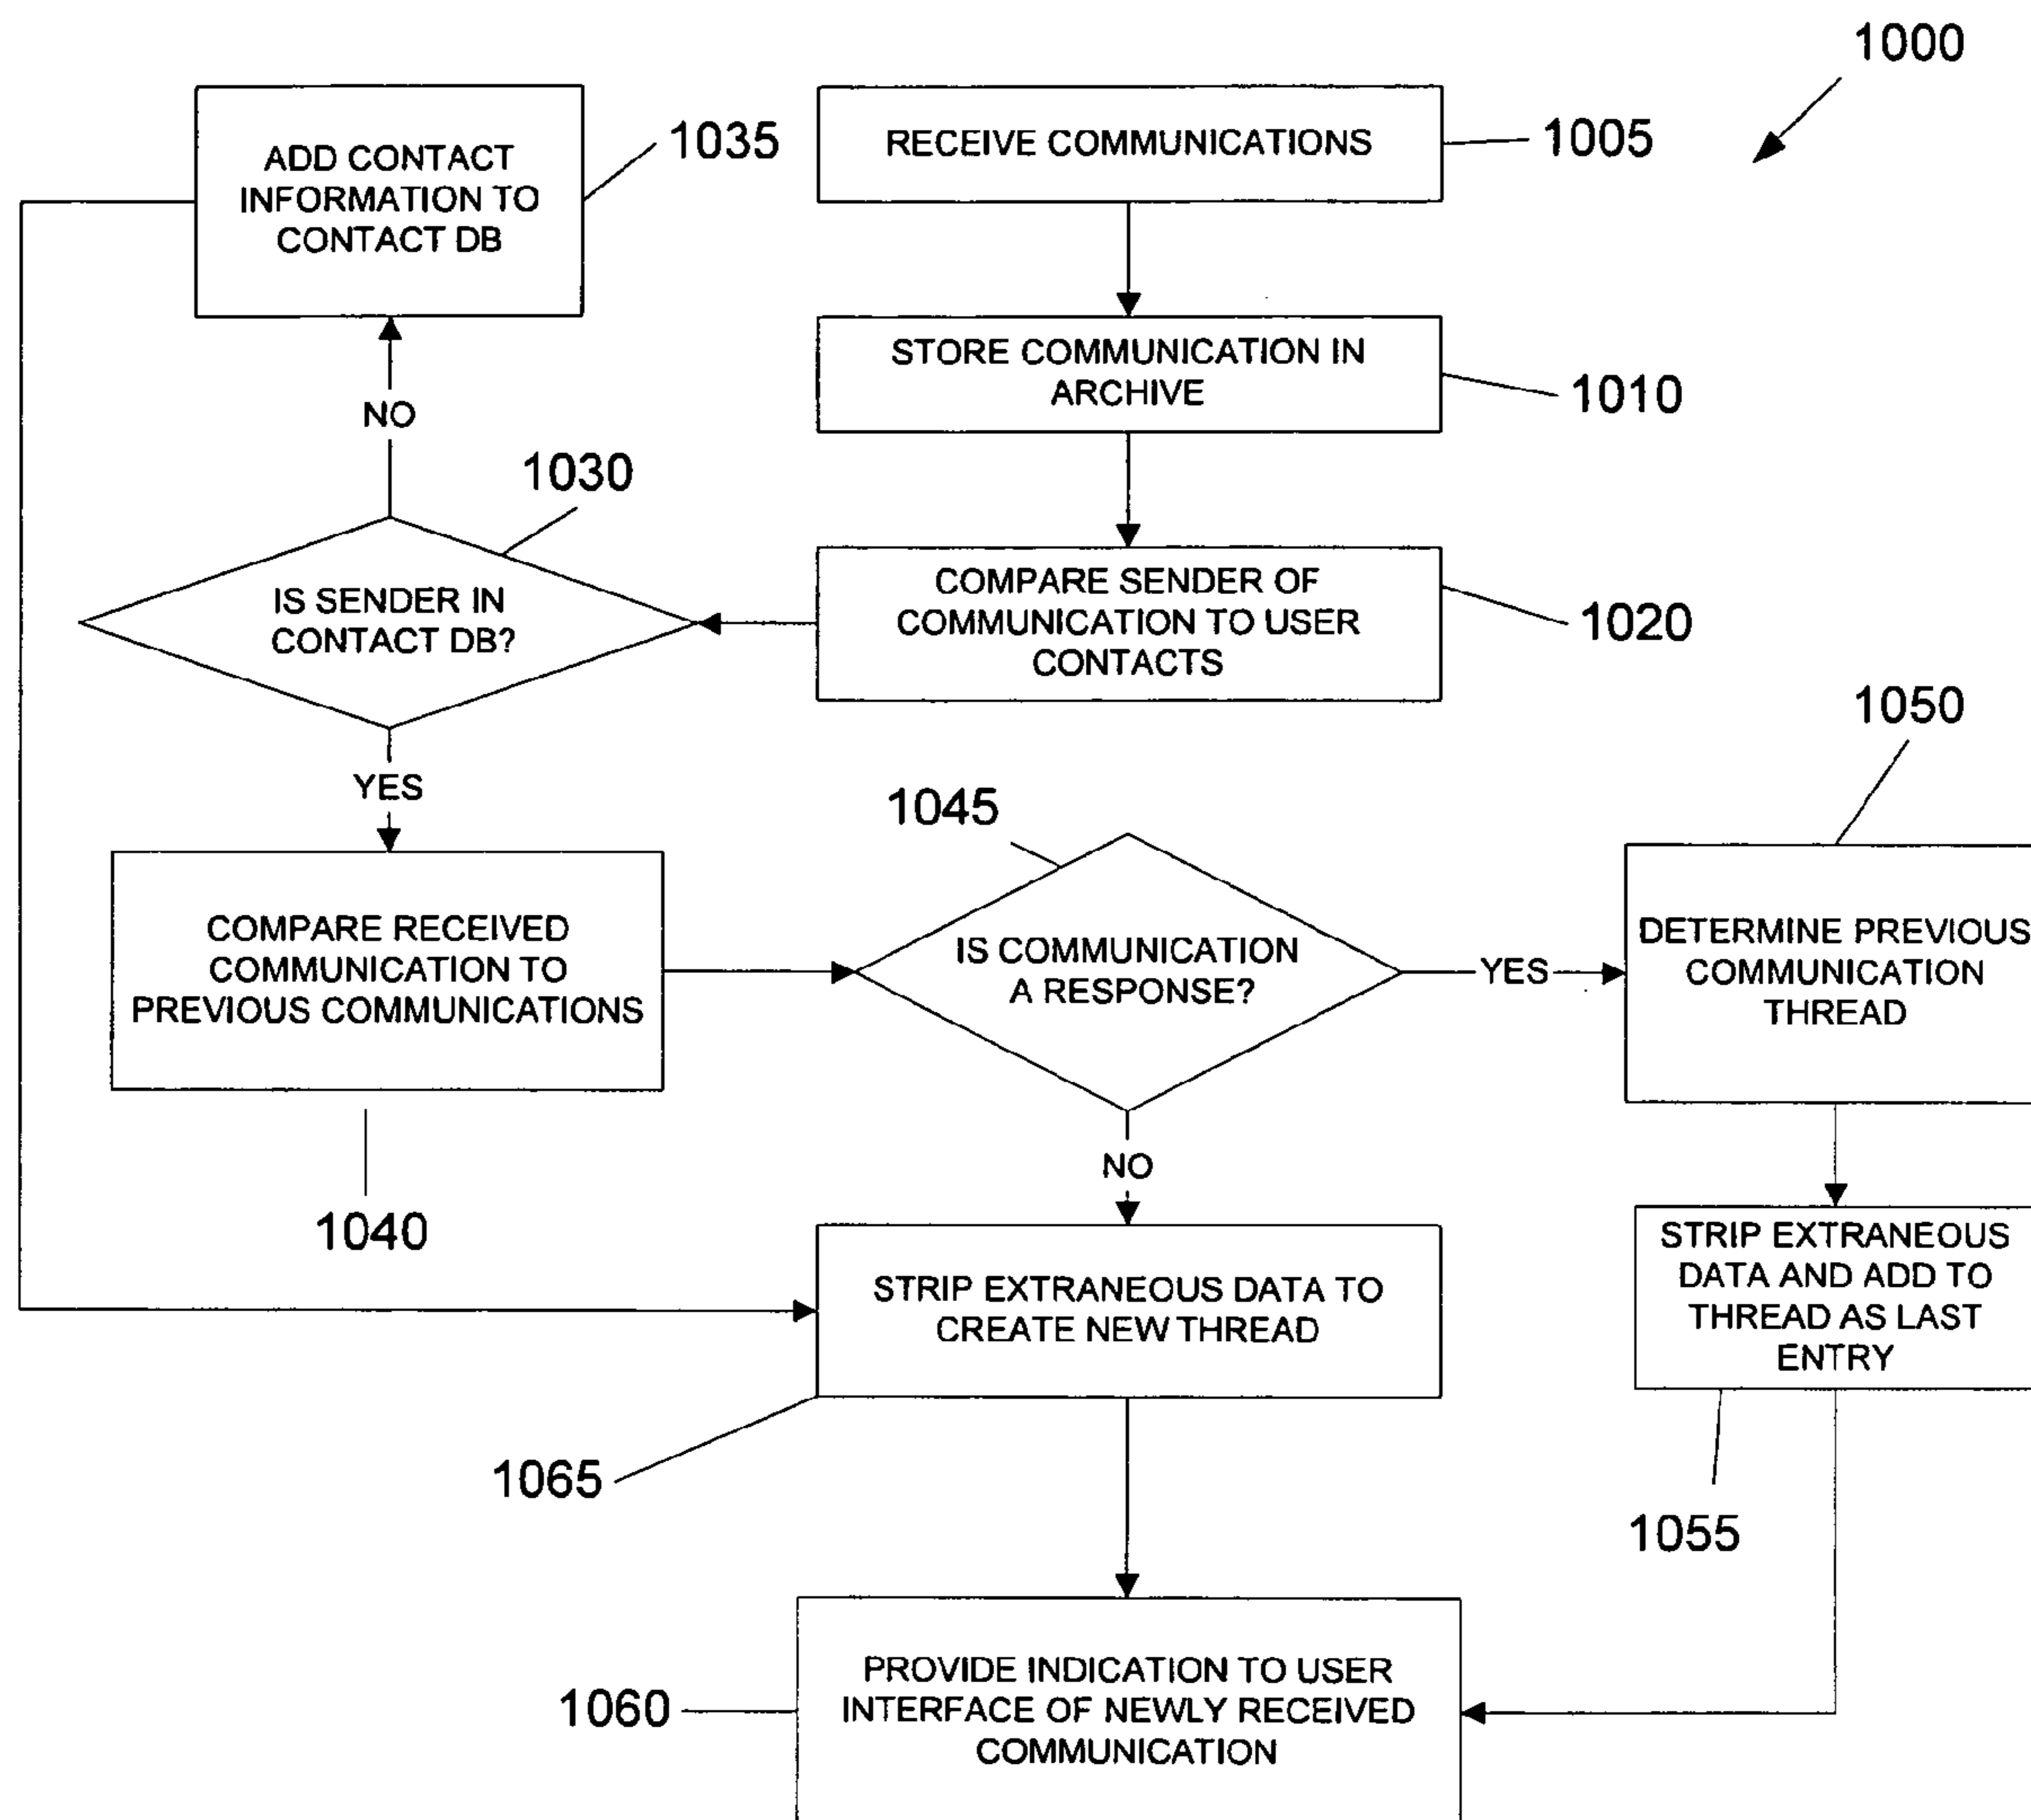 1000
RECEIVE COMMUNICATIONS
1005
ADD CONTACT
INFORMATION TO
CONTACT DB
1035
STORE COMMUNICATION IN
ARCHIVE
1010
NO
1030
IS SENDER IN
CONTACT DB?
COMPARE SENDER OF
COMMUNICATION TO USER
CONTACTS
1020
YES
1050
1045
COMPARE RECEIVED
COMMUNICATION TO
PREVIOUS COMMUNICATIONS
1040
IS COMMUNICATION
A RESPONSE?
YES
DETERMINE PREVIOUS
COMMUNICATION
THREAD
NO
STRIP EXTRANEOUS DATA TO
CREATE NEW THREAD
1065
STRIP EXTRANEOUS
DATA AND ADD TO
THREAD AS LAST
ENTRY
1055
PROVIDE INDICATION TO USER
INTERFACE OF NEWLY RECEIVED
COMMUNICATION
1060